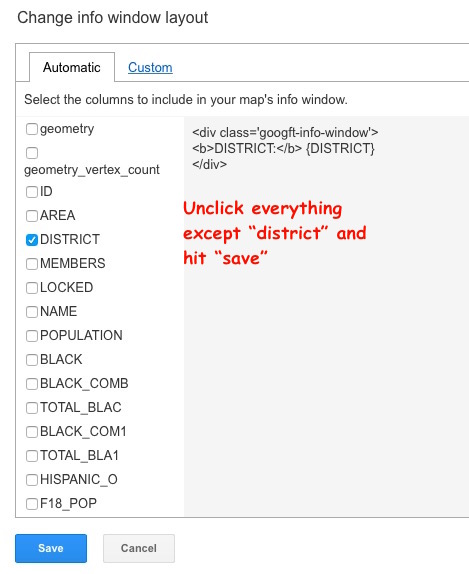 Change info window layout
Automatic
Custom
Select the columns to include in your map's info window.
geometry
geometry_vertex_count
ID
AREA
DISTRICT
MEMBERS
LOCKED
NAME
POPULATION
BLACK
BLACK_COMB
TOTAL_BLAC
BLACK_COM1
TOTAL_BLA1
HISPANIC_O
F18_POP
<div class='googft-info-window'>
<b>DISTRICT:</b> {DISTRICT}
</div>
Unclick everything
except “district” and
hit “save”
Save
Cancel